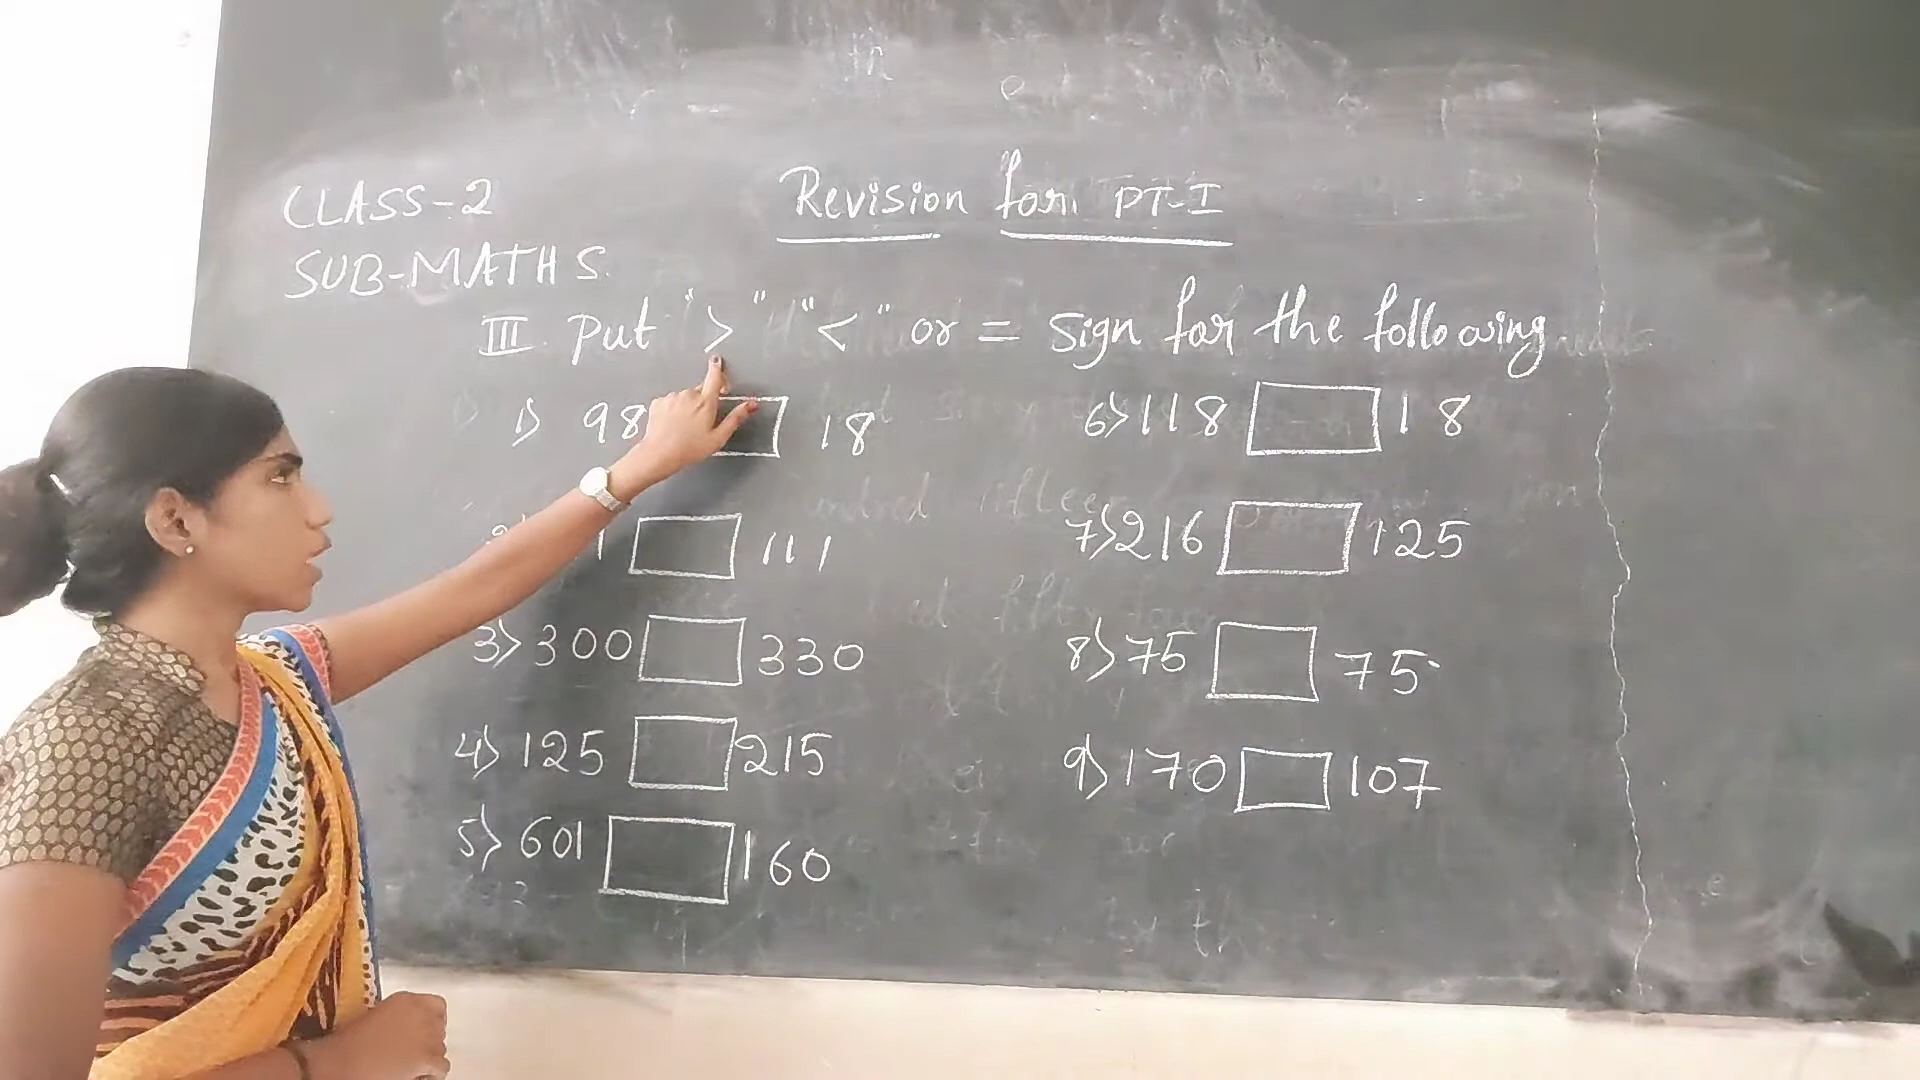 CLASS-2
Revision for PT-I
SUB-MATHS.
III. Put ">" "<" or = sign for the following
1) 98 18
6) 118 18
111
7) 216 125
3) 300 330
8) 75 75
4) 125 215
9) 170 107
5) 601 160